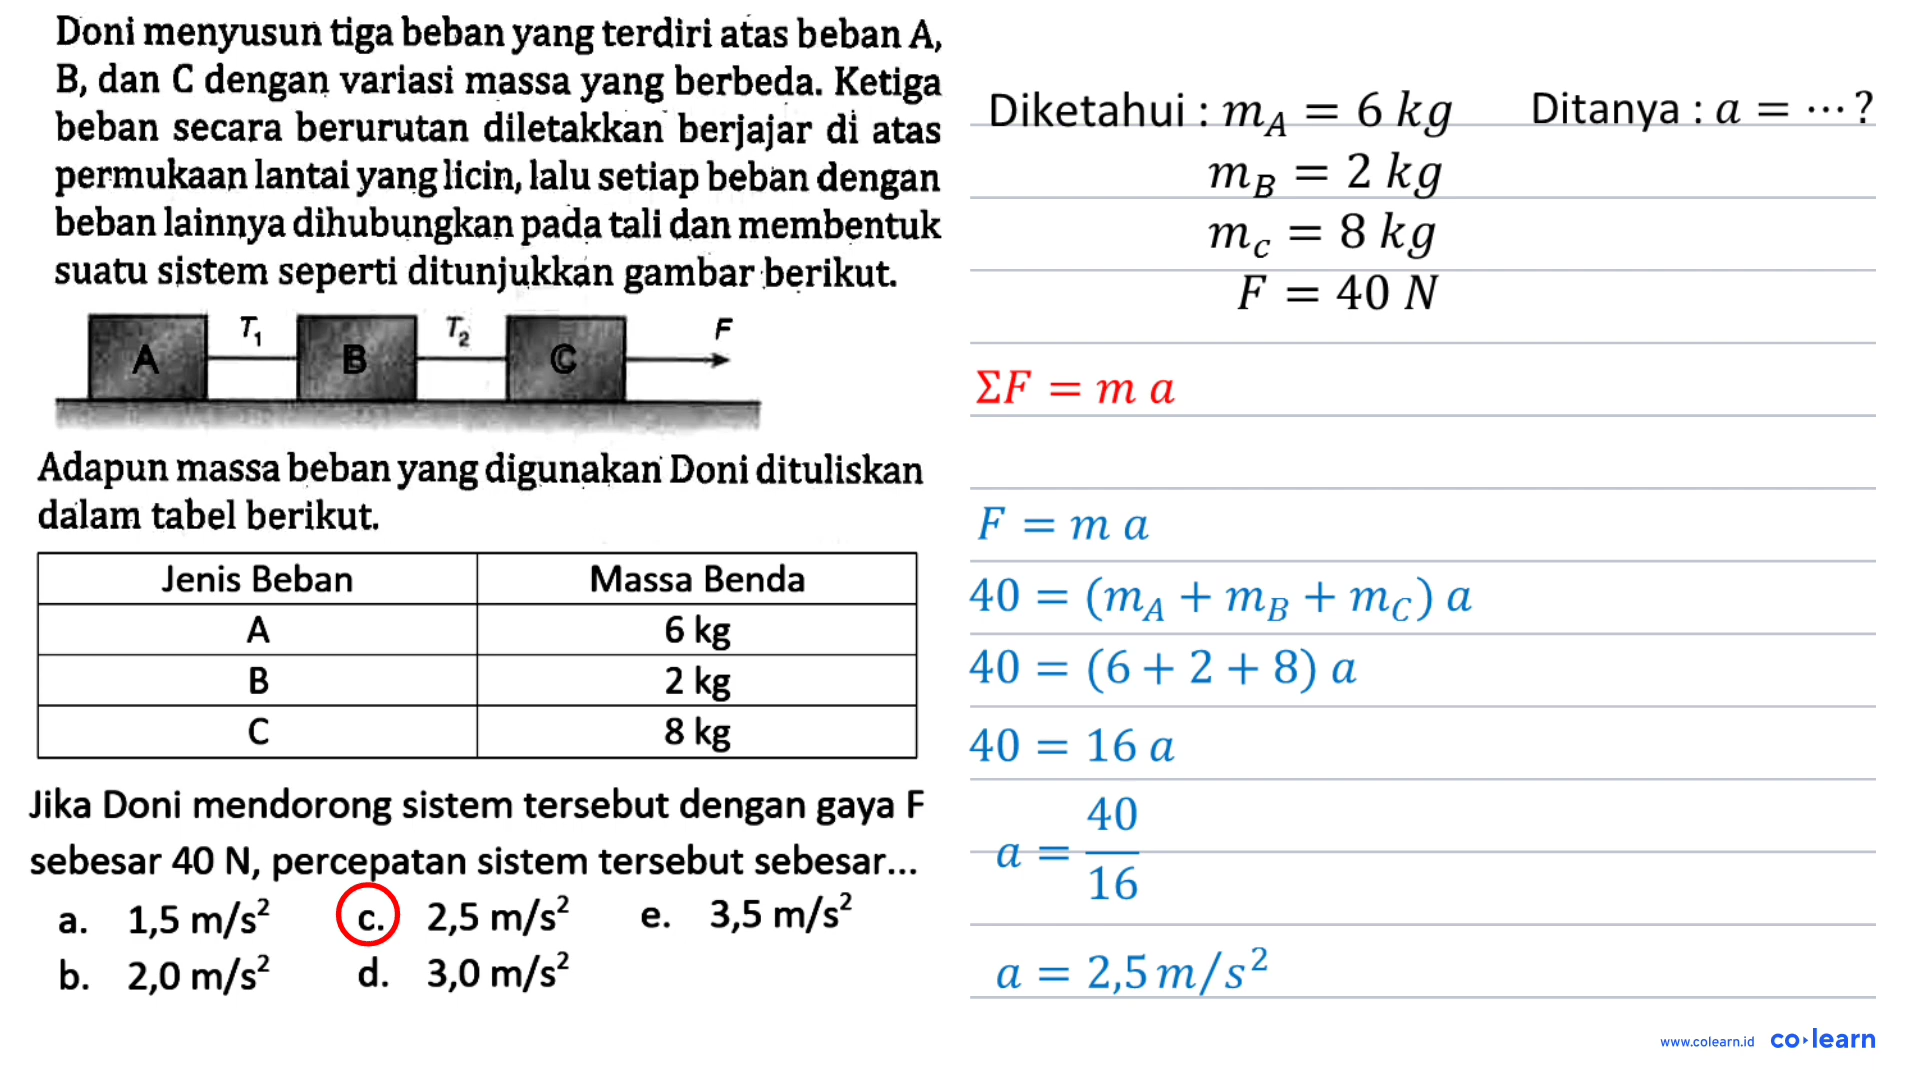 Doni menyusun tiga beban yang terdiri atas beban A,
B, dan C dengan variasi massa yang berbeda. Ketiga
beban secara berurutan diletakkan berjajar di atas
permukaan lantai yang licin, lalu setiap beban dengan
beban lainnya dihubungkan pada tali dan membentuk
suatu sistem seperti ditunjukkan gambar berikut.
A T₁ B T₂ C F
Adapun massa beban yang digunakan Doni dituliskan
dalam tabel berikut.
Jenis Beban Massa Benda
A 6 kg
B 2 kg
C 8 kg
Jika Doni mendorong sistem tersebut dengan gaya F
sebesar 40 N, percepatan sistem tersebut sebesar...
a. 1,5 m/s² c. 2,5 m/s² e. 3,5 m/s²
b. 2,0 m/s² d. 3,0 m/s²
Diketahui : m_A = 6 kg Ditanya : a = ⋯ ?
m_B = 2 kg
m_c = 8 kg
F = 40 N
ΣF = m a
F = m a
40 = (m_A + m_B + m_C) a
40 = (6 + 2 + 8) a
40 = 16 a
a = 40/16
a = 2,5 m/s²
www.colearn.id co learn